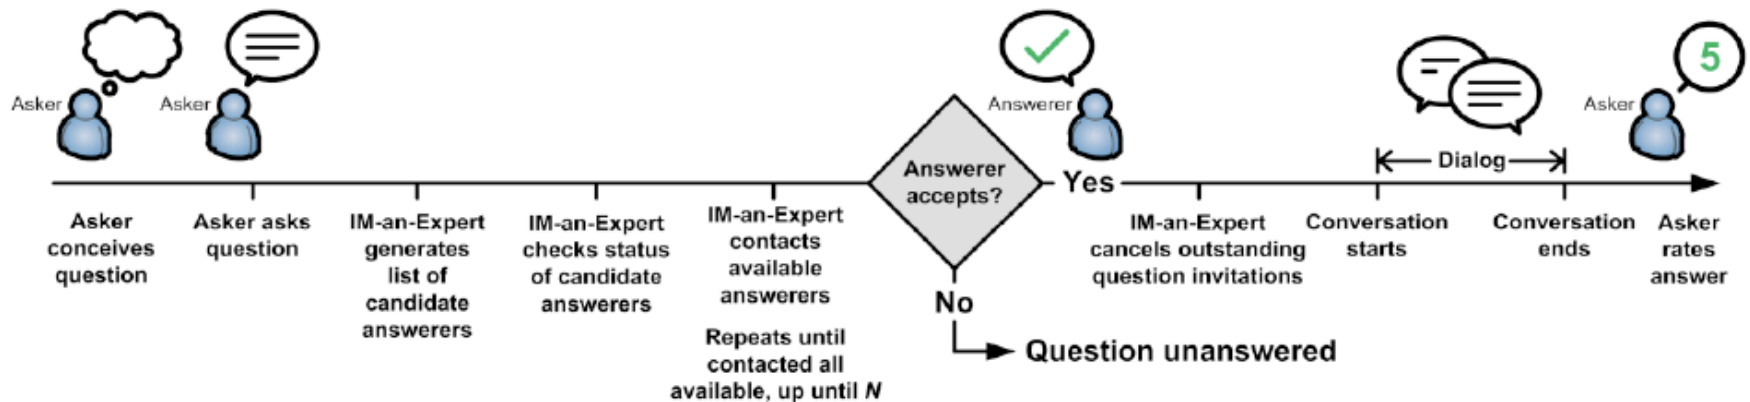 Asker
Asker
Answerer
Asker
5
Dialog
Answerer
accepts?
Yes
No
Question unanswered
Asker
conceives
question
Asker asks
question
IM-an-Expert
generates
list of
candidate
answerers
IM-an-Expert
checks status
of candidate
answerers
IM-an-Expert
contacts
available
answerers
Repeats until
contacted all
available, up until N
IM-an-Expert
cancels outstanding
question invitations
Conversation
starts
Conversation
ends
Asker
rates
answer